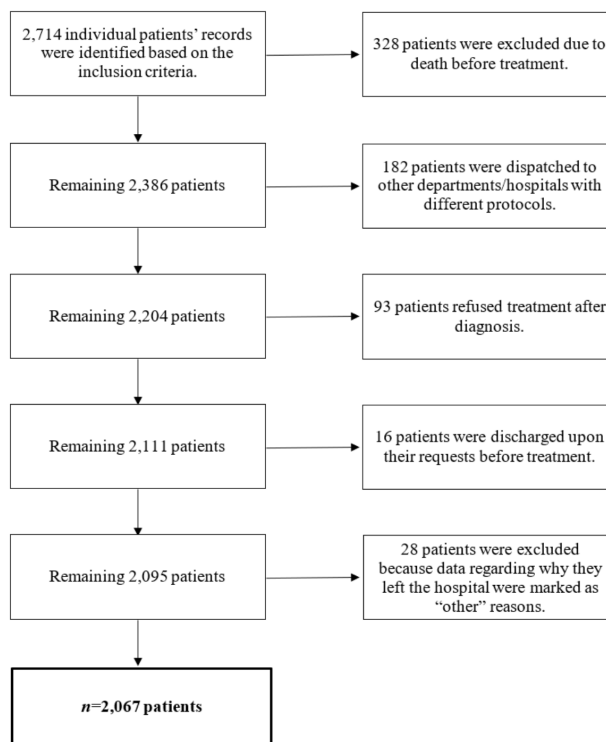 2,714 individual patients’ records
were identified based on the
inclusion criteria.
328 patients were excluded due to
death before treatment.
Remaining 2,386 patients
182 patients were dispatched to
other departments/hospitals with
different protocols.
Remaining 2,204 patients
93 patients refused treatment after
diagnosis.
Remaining 2,111 patients
16 patients were discharged upon
their requests before treatment.
Remaining 2,095 patients
28 patients were excluded
because data regarding why they
left the hospital were marked as
“other” reasons.
n=2,067 patients